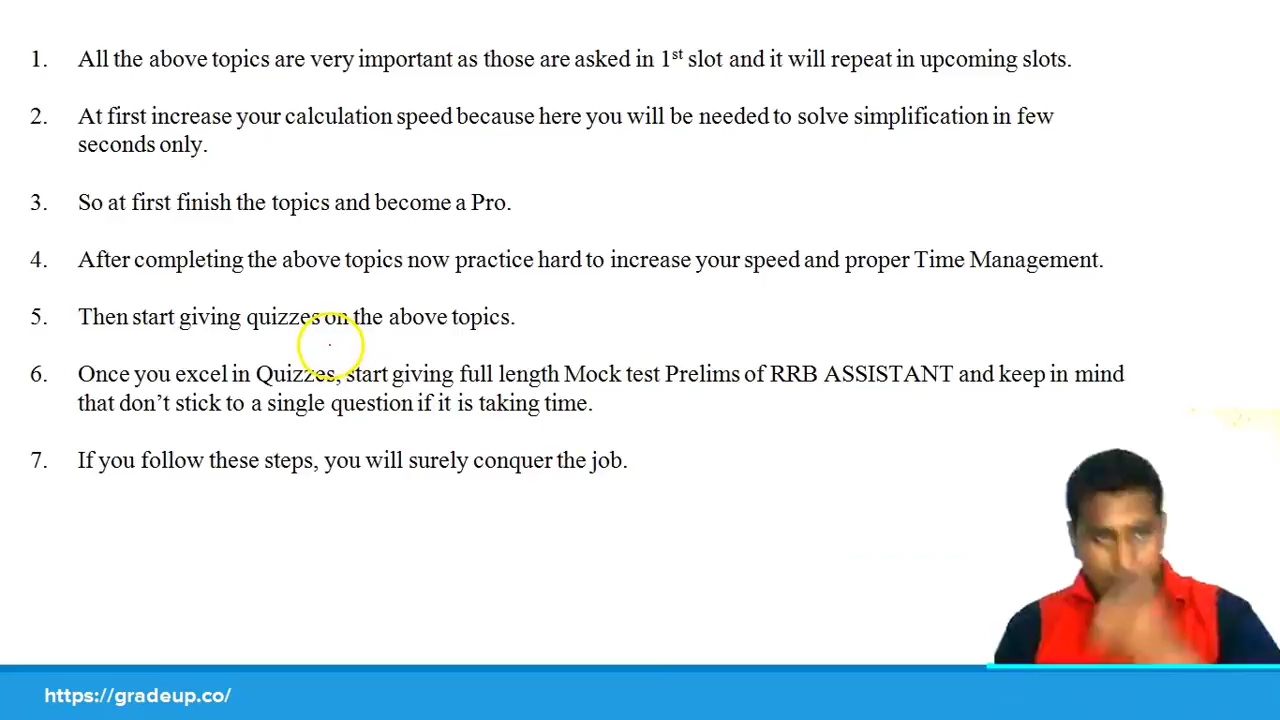 1. All the above topics are very important as those are asked in 1st slot and it will repeat in upcoming slots.
2. At first increase your calculation speed because here you will be needed to solve simplification in few
seconds only.
3. So at first finish the topics and become a Pro.
4. After completing the above topics now practice hard to increase your speed and proper Time Management.
5. Then start giving quizzes on the above topics.
6. Once you excel in Quizzes, start giving full length Mock test Prelims of RRB ASSISTANT and keep in mind
that don’t stick to a single question if it is taking time.
7. If you follow these steps, you will surely conquer the job.
https://gradeup.co/